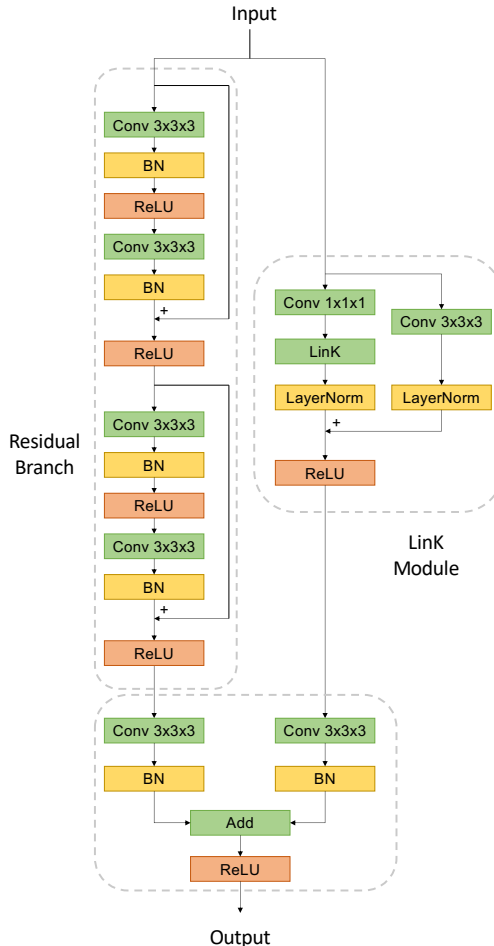 Input
Conv 3x3x3
BN
ReLU
Conv 3x3x3
BN
+
ReLU
Conv 3x3x3
BN
ReLU
Conv 3x3x3
BN
+
ReLU
Residual
Branch
Conv 1x1x1
LinK
LayerNorm
Conv 3x3x3
LayerNorm
+
ReLU
LinK
Module
Conv 3x3x3
Conv 3x3x3
BN
BN
Add
ReLU
Output